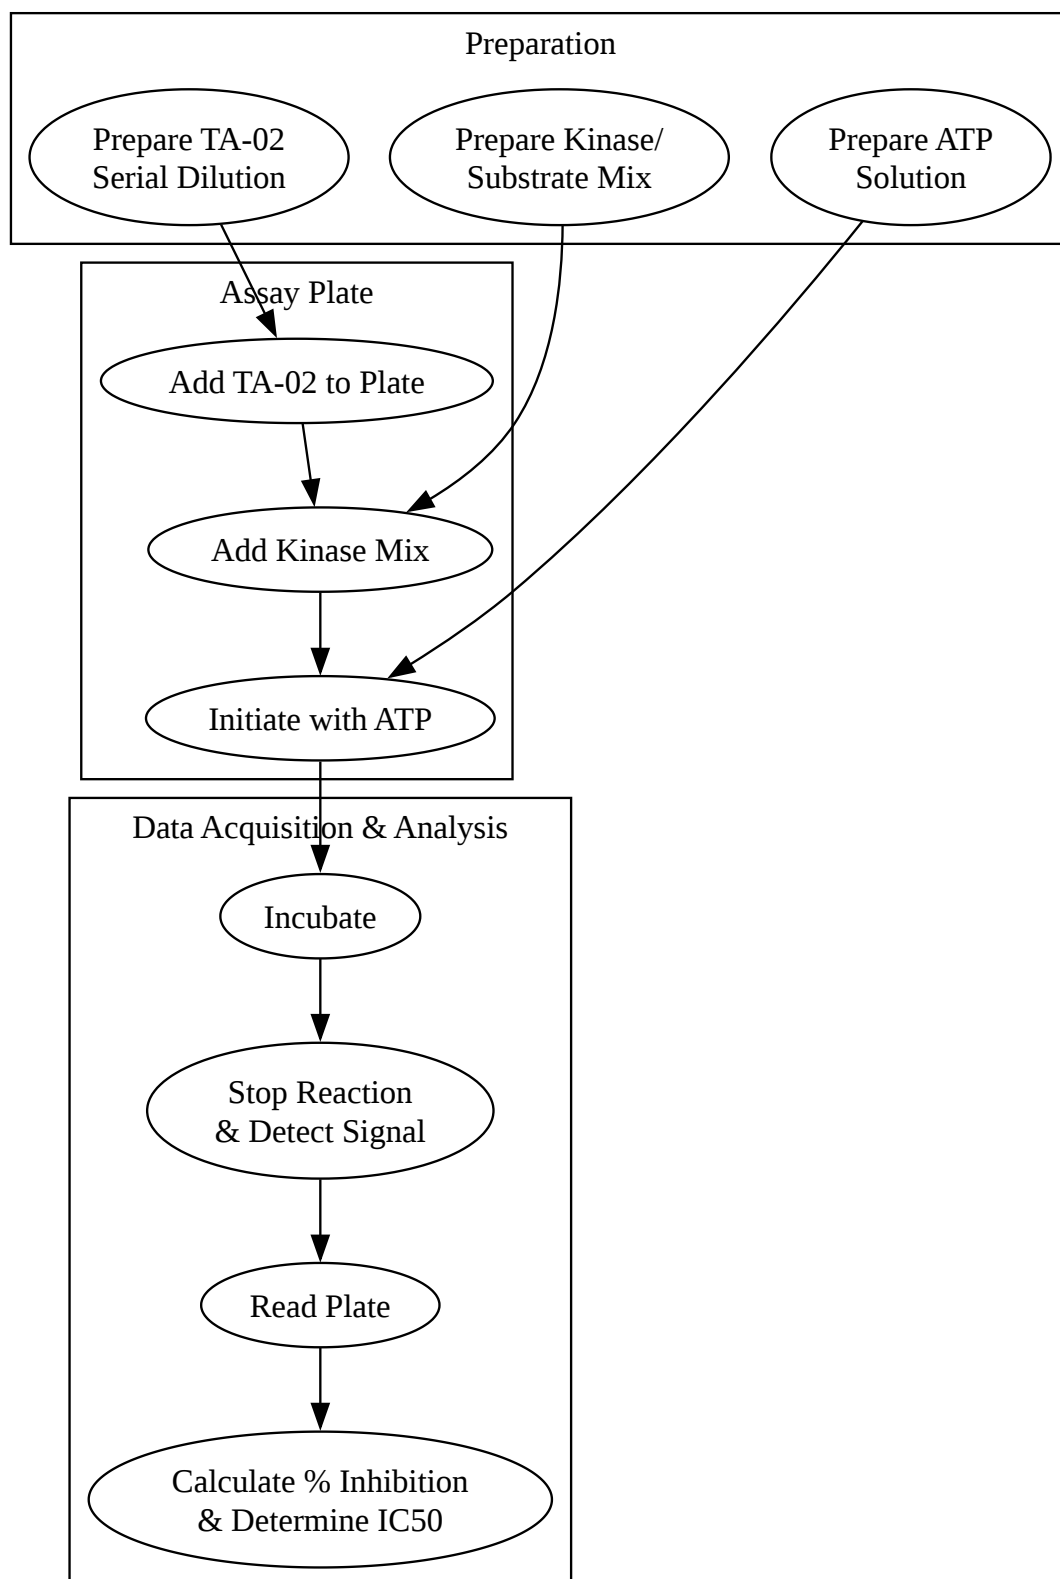 Preparation
Prepare TA-02
Serial Dilution
Prepare Kinase/
Substrate Mix
Prepare ATP
Solution
Assay Plate
Add TA-02 to Plate
Add Kinase Mix
Initiate with ATP
Data Acquisition & Analysis
Incubate
Stop Reaction
& Detect Signal
Read Plate
Calculate % Inhibition
& Determine IC50